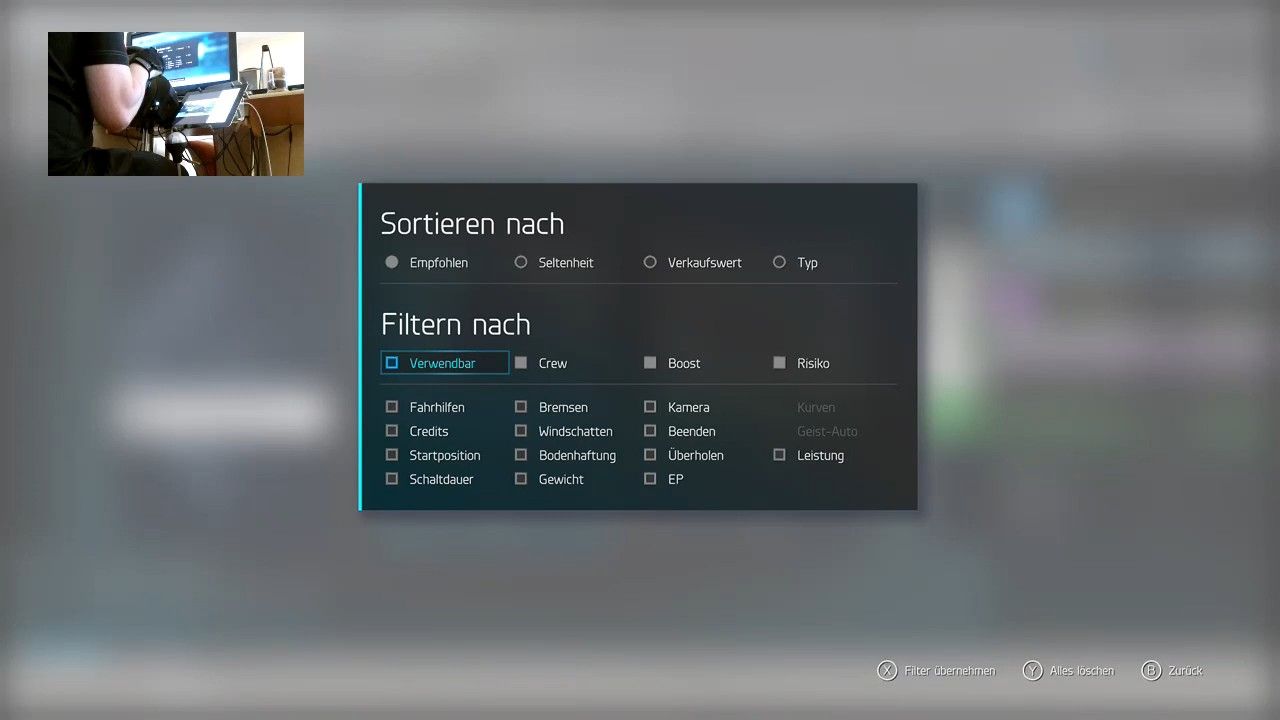 Sortieren nach
Empfohlen Seltenheit Verkaufswert Typ
Filtern nach
Verwendbar Crew Boost Risiko
Fahrhilfen Bremsen Kamera Kurven
Credits Windschatten Beenden Geist-Auto
Startposition Bodenhaftung Überholen Leistung
Schaltdauer Gewicht EP
X Filter übernehmen Y Alles löschen B Zurück